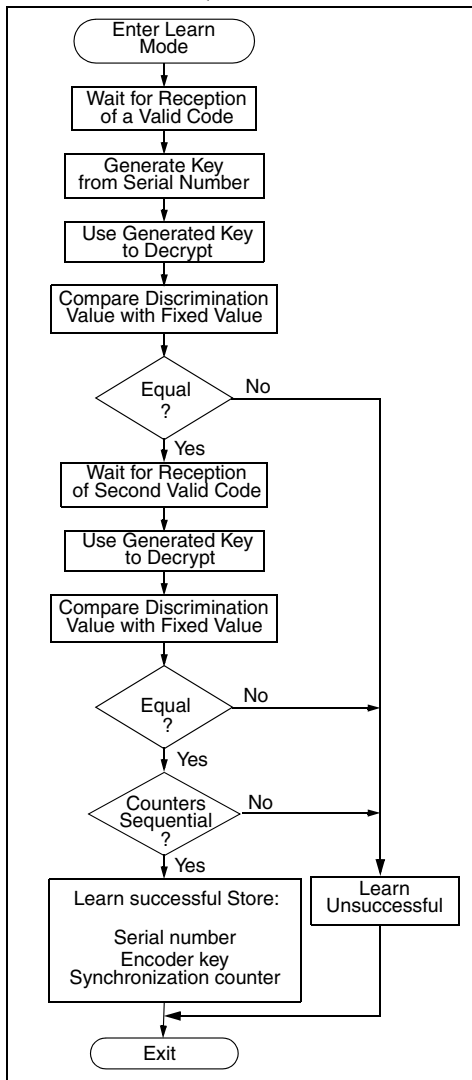 Enter Learn
Mode
Wait for Reception
of a Valid Code
Generate Key
from Serial Number
Use Generated Key
to Decrypt
Compare Discrimination
Value with Fixed Value
Equal
?
No
Yes
Wait for Reception
of Second Valid Code
Use Generated Key
to Decrypt
Compare Discrimination
Value with Fixed Value
Equal
?
No
Yes
Counters
Sequential
?
No
Yes
Learn successful Store:
Serial number
Encoder key
Synchronization counter
Learn
Unsuccessful
Exit